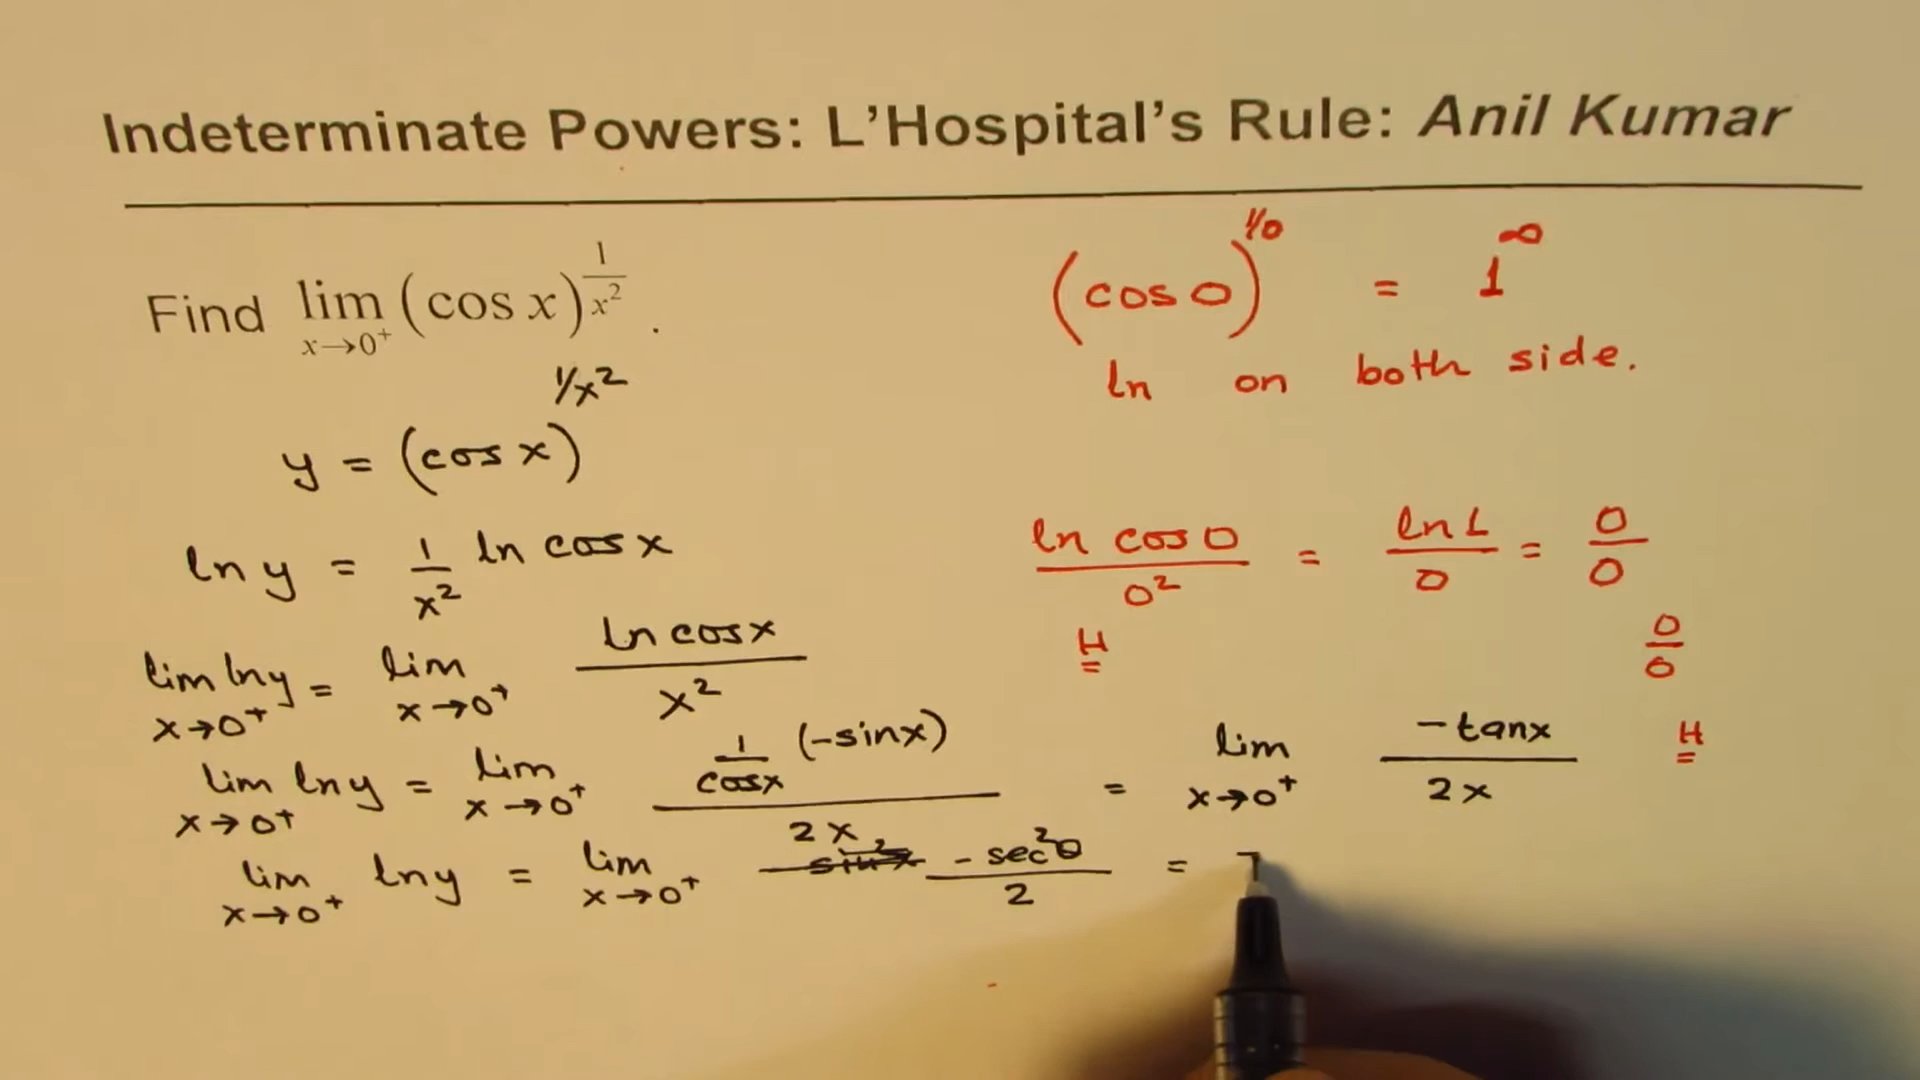 Indeterminate Powers: L'Hospital's Rule: Anil Kumar
Find lim x→0⁺ (cos x)^(1/x²) .
(cos 0)^(1/0) = 1^∞
ln on both side.
y = (cos x)^(1/x²)
ln y = 1/x² ln cos x
ln cos 0 / 0² = ln 1 / 0 = 0/0
lim x→0⁺ ln y = lim x→0⁺ ln cos x / x²
H = 0/0
lim x→0⁺ ln y = lim x→0⁺ 1/cos x (-sin x) / 2x = lim x→0⁺ -tan x / 2x H =
lim x→0⁺ ln y = lim x→0⁺ -sec²θ / 2 = -